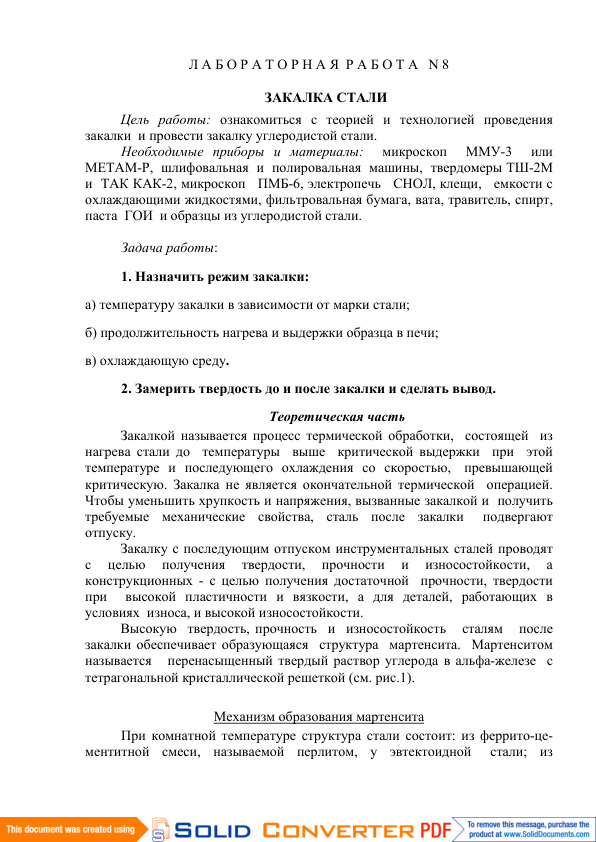 Л А Б О Р А Т О Р Н А Я Р А Б О Т А N 8
ЗАКАЛКА СТАЛИ
Цель работы: ознакомиться с теорией и технологией проведения
закалки и провести закалку углеродистой стали.
Необходимые приборы и материалы: микроскоп ММУ-3 или
МЕТАМ-Р, шлифовальная и полировальная машины, твердомеры ТШ-2М
и ТАК КАК-2, микроскоп ПМБ-6, электропечь СНОЛ, клещи, емкости с
охлаждающими жидкостями, фильтровальная бумага, вата, травитель, спирт,
паста ГОИ и образцы из углеродистой стали.
Задача работы:
1. Назначить режим закалки:
а) температуру закалки в зависимости от марки стали;
б) продолжительность нагрева и выдержки образца в печи;
в) охлаждающую среду.
2. Замерить твердость до и после закалки и сделать вывод.
Теоретическая часть
Закалкой называется процесс термической обработки, состоящей из
нагрева стали до температуры выше критической выдержки при этой
температуре и последующего охлаждения со скоростью, превышающей
критическую. Закалка не является окончательной термической операцией.
Чтобы уменьшить хрупкость и напряжения, вызванные закалкой и получить
требуемые механические свойства, сталь после закалки подвергают
отпуску.
Закалку с последующим отпуском инструментальных сталей проводят
с целью получения твердости, прочности и износостойкости, а
конструкционных - с целью получения достаточной прочности, твердости
при высокой пластичности и вязкости, а для деталей, работающих в
условиях износа, и высокой износостойкости.
Высокую твердость, прочность и износостойкость сталям после
закалки обеспечивает образующаяся структура мартенсита. Мартенситом
называется перенасыщенный твердый раствор углерода в альфа-железе с
тетрагональной кристаллической решеткой (см. рис.1).
Механизм образования мартенсита
При комнатной температуре структура стали состоит: из феррито-це-
ментитной смеси, называемой перлитом, у эвтектоидной стали; из
This document was created using
SOLID CONVERTER PDF
To remove this message, purchase the
product at www.SolidDocuments.com